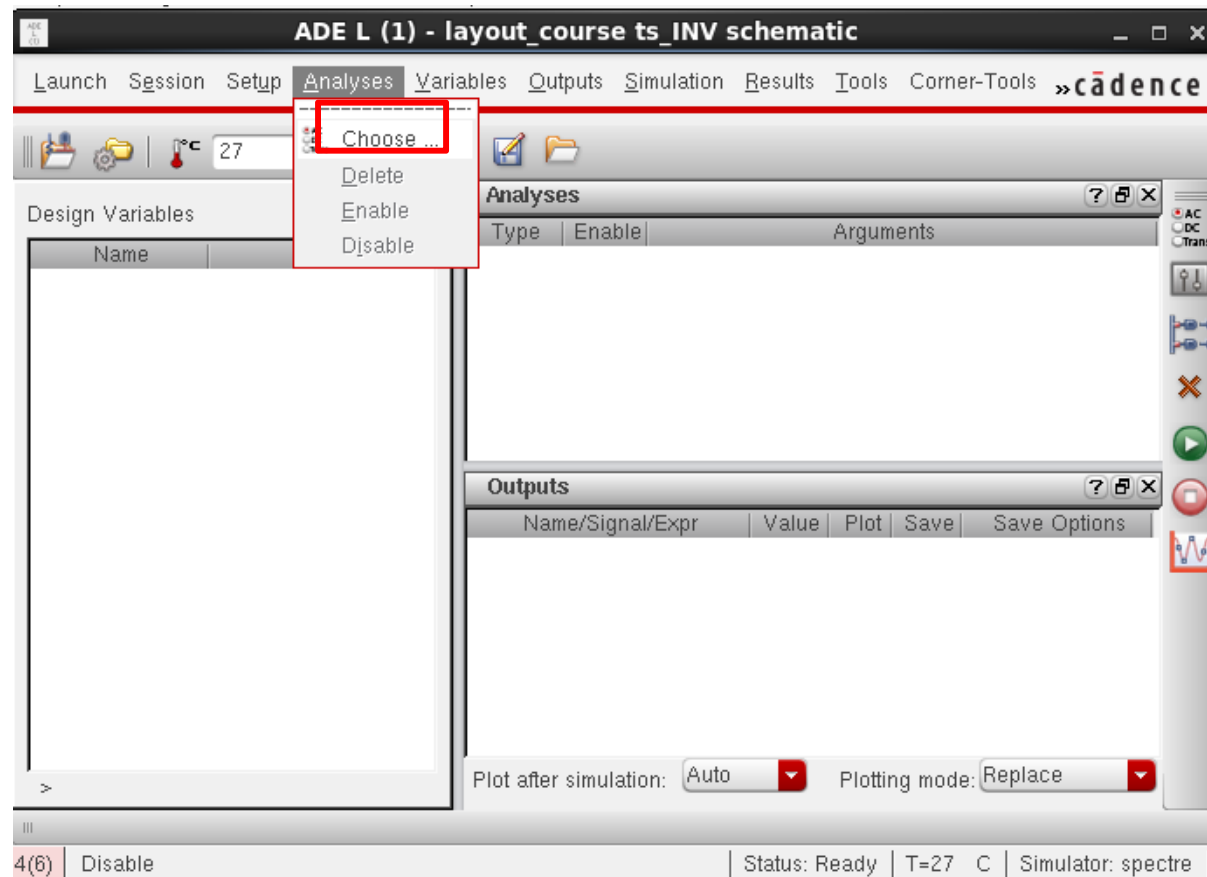 ADE L (1) - layout_course ts_INV schematic
Launch Session Setup Analyses Variables Outputs Simulation Results Tools Corner-Tools » cādence
°C 27
Choose ...
Delete
Enable
Disable
Design Variables
Name
Analyses
Type Enable Arguments
AC
DC
Trans
Outputs
Name/Signal/Expr Value Plot Save Save Options
>
Plot after simulation: Auto Plotting mode: Replace
4(6) Disable Status: Ready T=27 C Simulator: spectre